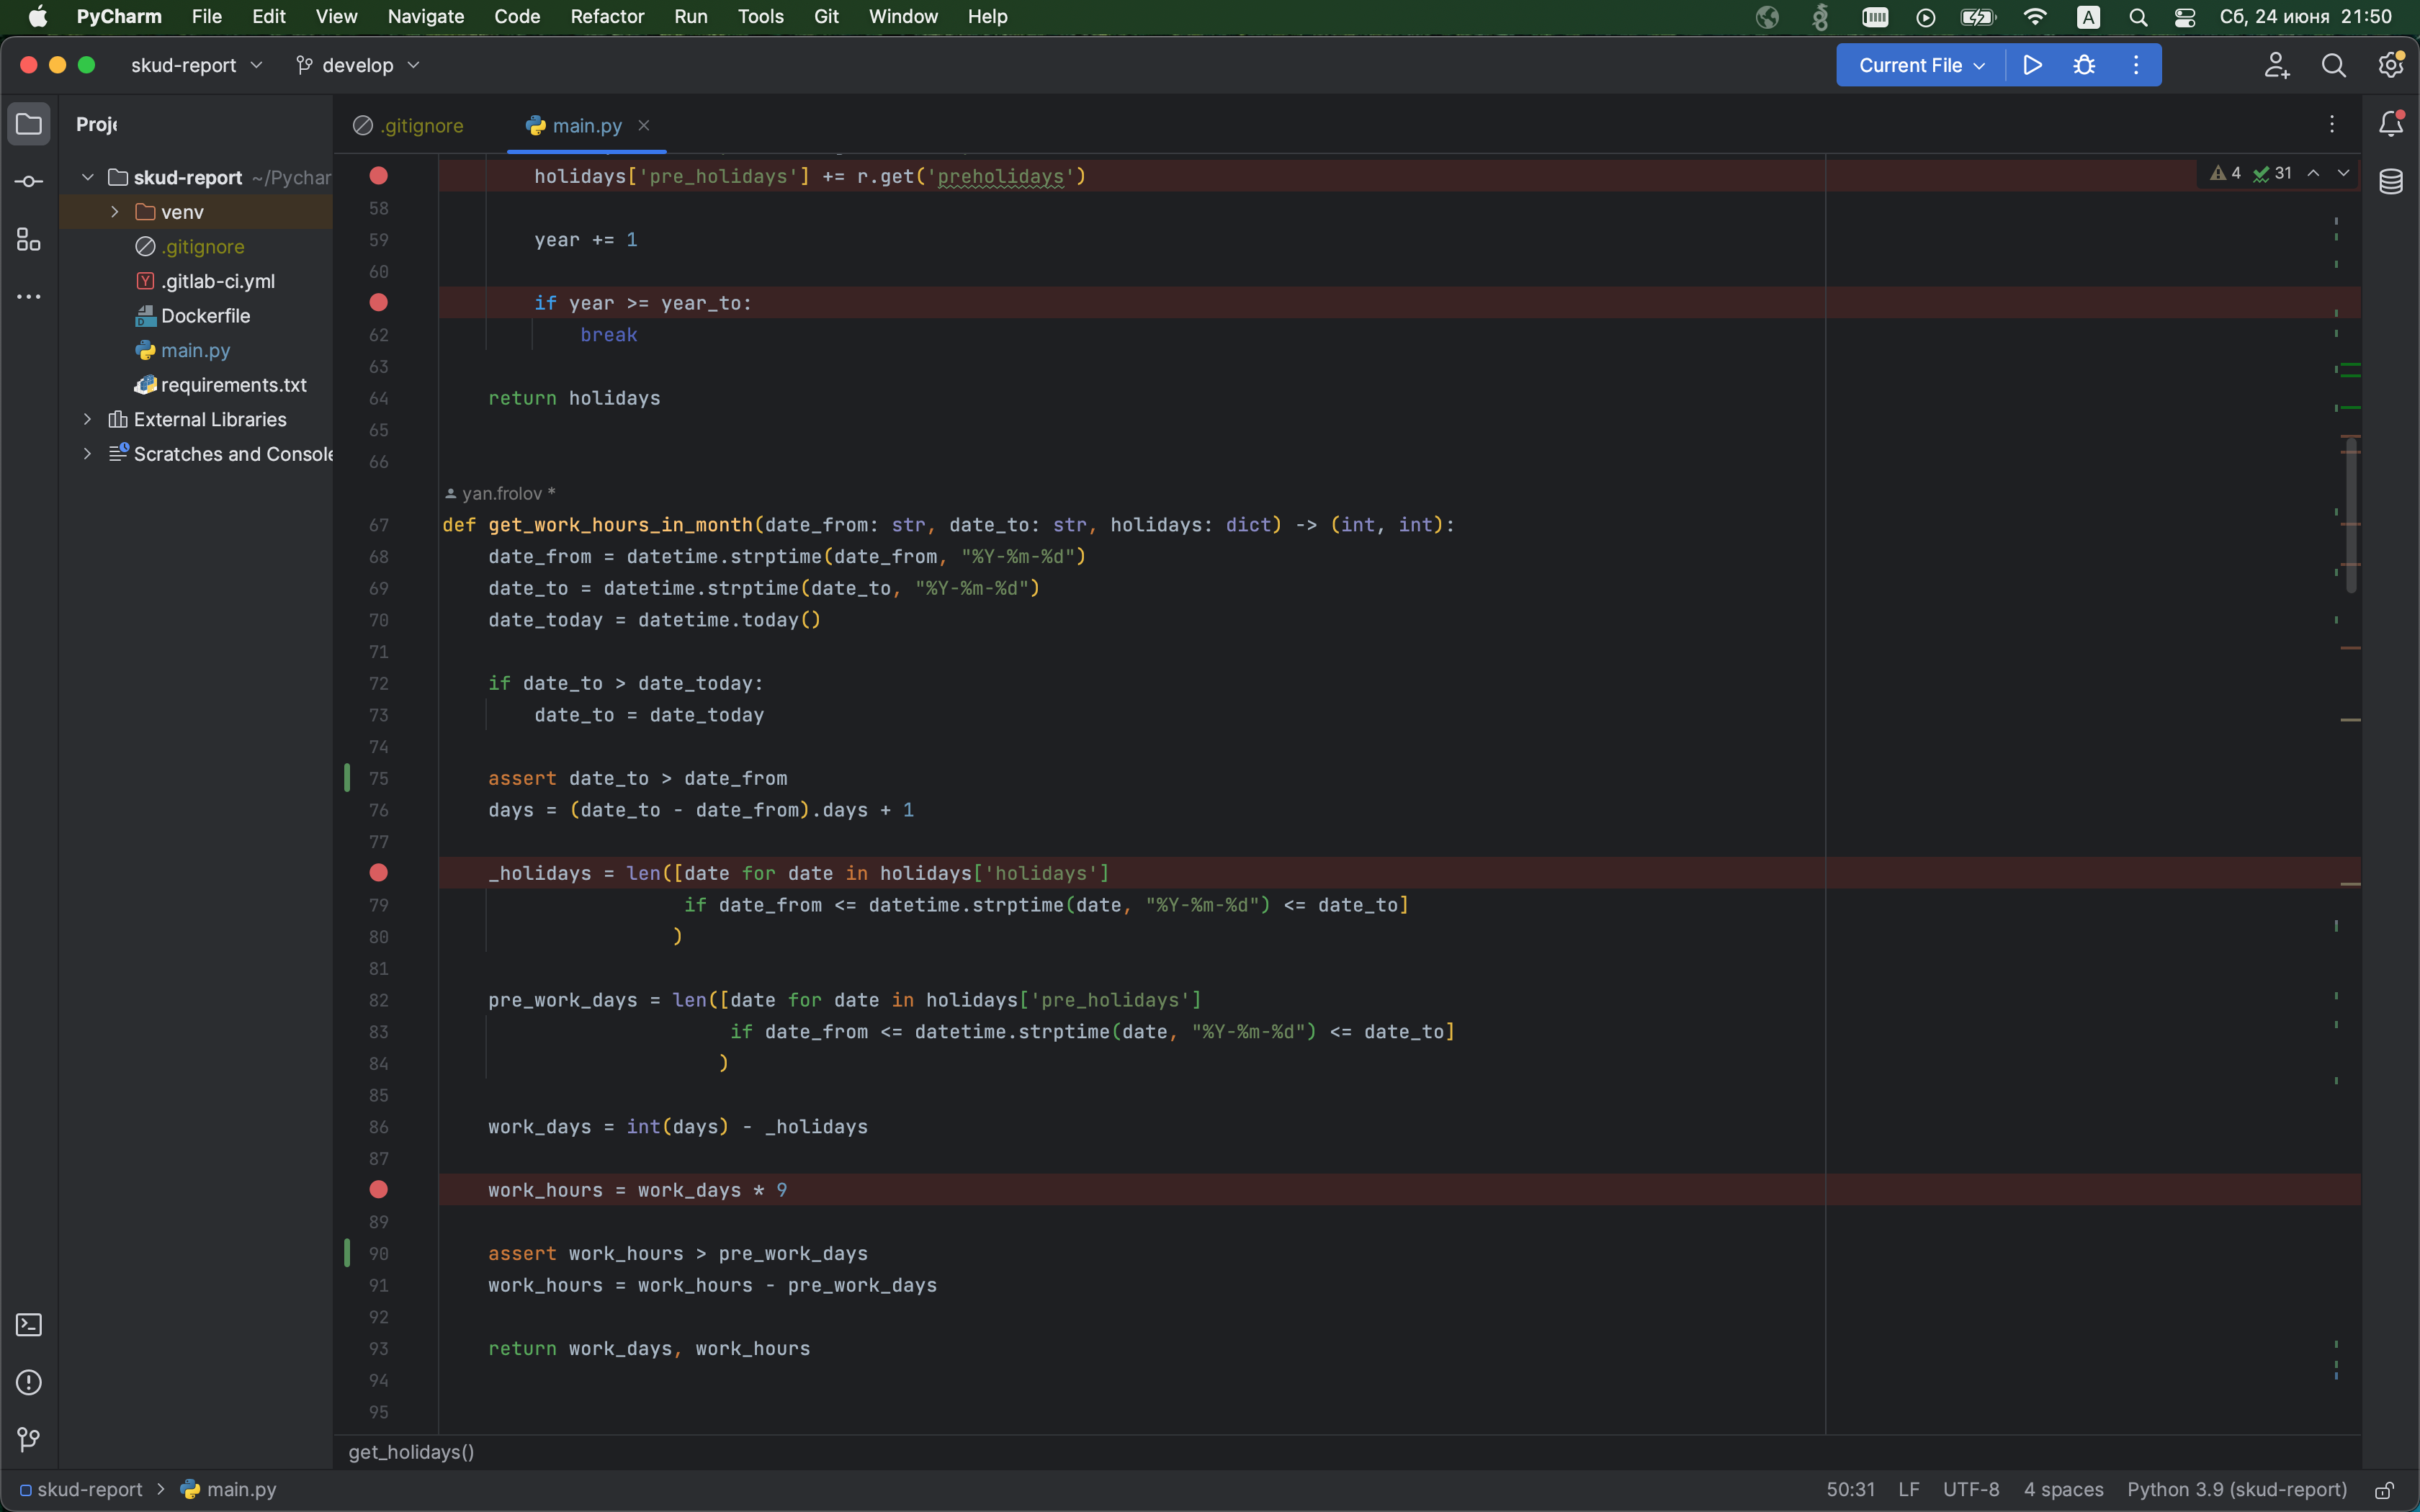 PyCharm File Edit View Navigate Code Refactor Run Tools Git Window Help A Сб, 24 июня 21:50
skud-report develop Current File
Proj .gitignore main.py
skud-report ~/Pychar
venv
.gitignore
.gitlab-ci.yml
Dockerfile
main.py
requirements.txt
External Libraries
Scratches and Console
4 31
holidays['pre_holidays'] += r.get('preholidays')
58
59 year += 1
60
if year >= year_to:
62 break
63
64 return holidays
65
66
yan.frolov *
67 def get_work_hours_in_month(date_from: str, date_to: str, holidays: dict) -> (int, int):
68 date_from = datetime.strptime(date_from, "%Y-%m-%d")
69 date_to = datetime.strptime(date_to, "%Y-%m-%d")
70 date_today = datetime.today()
71
72 if date_to > date_today:
73 date_to = date_today
74
75 assert date_to > date_from
76 days = (date_to - date_from).days + 1
77
_holidays = len([date for date in holidays['holidays']
79 if date_from <= datetime.strptime(date, "%Y-%m-%d") <= date_to]
80 )
81
82 pre_work_days = len([date for date in holidays['pre_holidays']
83 if date_from <= datetime.strptime(date, "%Y-%m-%d") <= date_to]
84 )
85
86 work_days = int(days) - _holidays
87
work_hours = work_days * 9
89
90 assert work_hours > pre_work_days
91 work_hours = work_hours - pre_work_days
92
93 return work_days, work_hours
94
95
get_holidays()
skud-report > main.py 50:31 LF UTF-8 4 spaces Python 3.9 (skud-report)